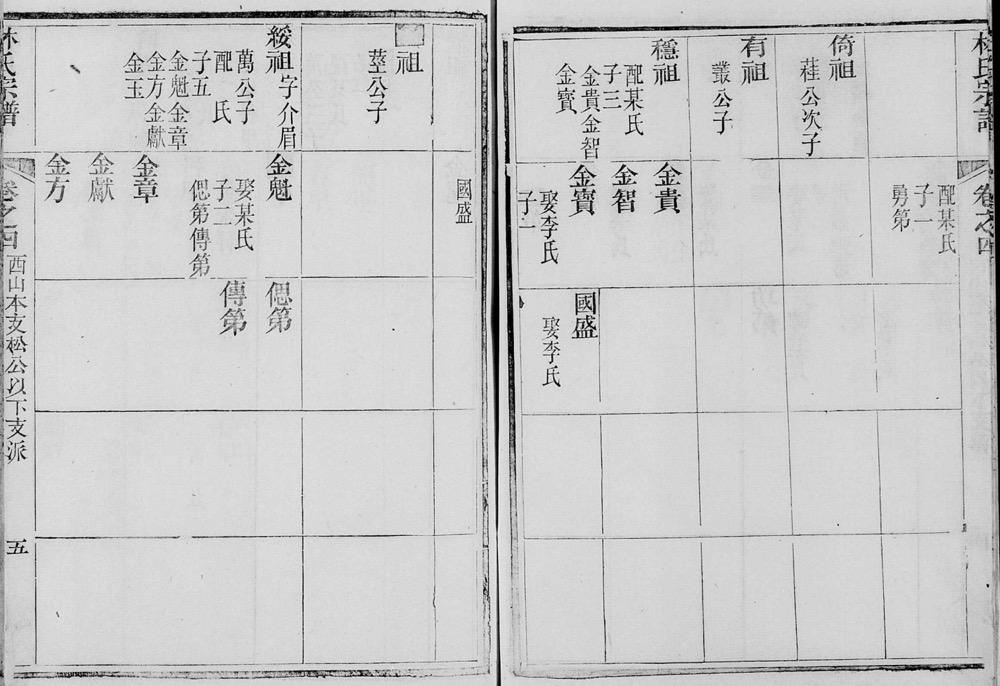 林氏宗譜
卷之四
配某氏
子一
勇第
倚祖
桂公次子
有祖
叢公子
穩祖
配某氏
子三
金貴金智
金寶
金貴
金智
金寶
娶李氏
子一
國盛
娶李氏
國盛
祖
莖公子
綏祖字介眉
萬公子
配 氏
子五
金魁金章
金方金獻
金玉
金魁
娶某氏
子二
偲第傳第
金章
金獻
金方
偲第
傳第
林氏宗譜
卷之四
西山本支松公以下支派
五